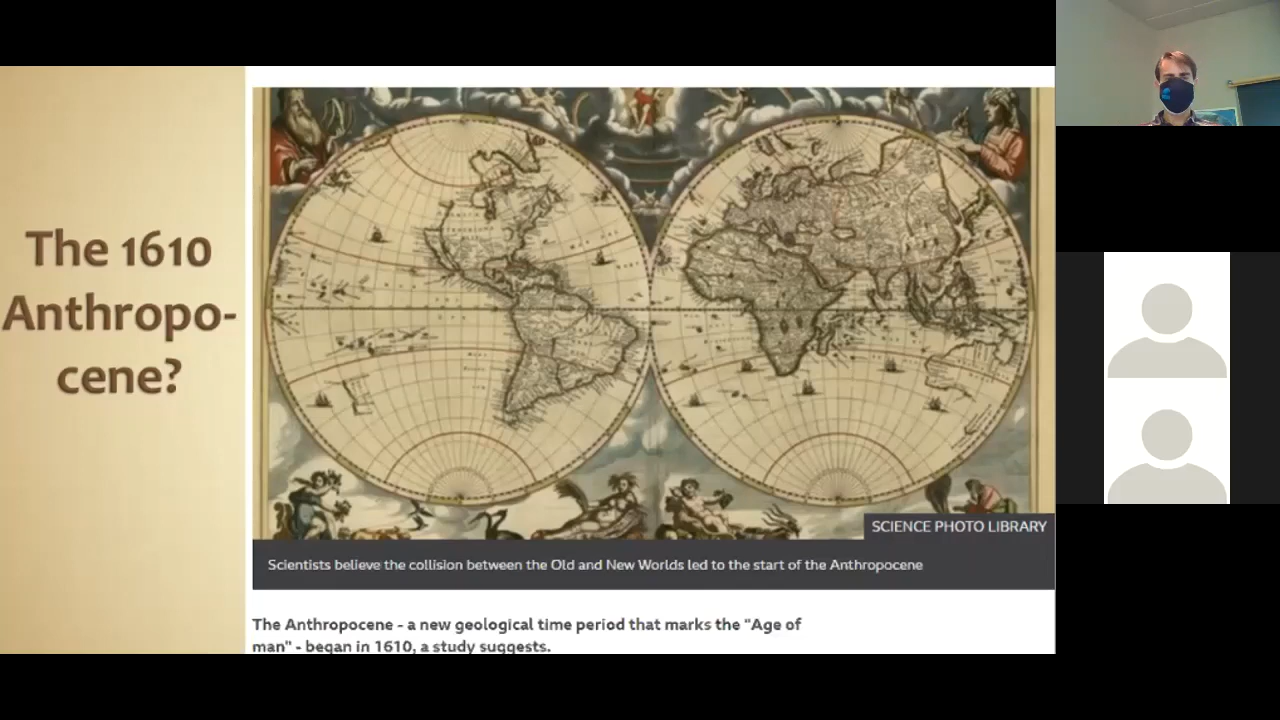 The 1610
Anthropo-
cene?
SCIENCE PHOTO LIBRARY
Scientists believe the collision between the Old and New Worlds led to the start of the Anthropocene
The Anthropocene - a new geological time period that marks the "Age of
man" - began in 1610, a study suggests.